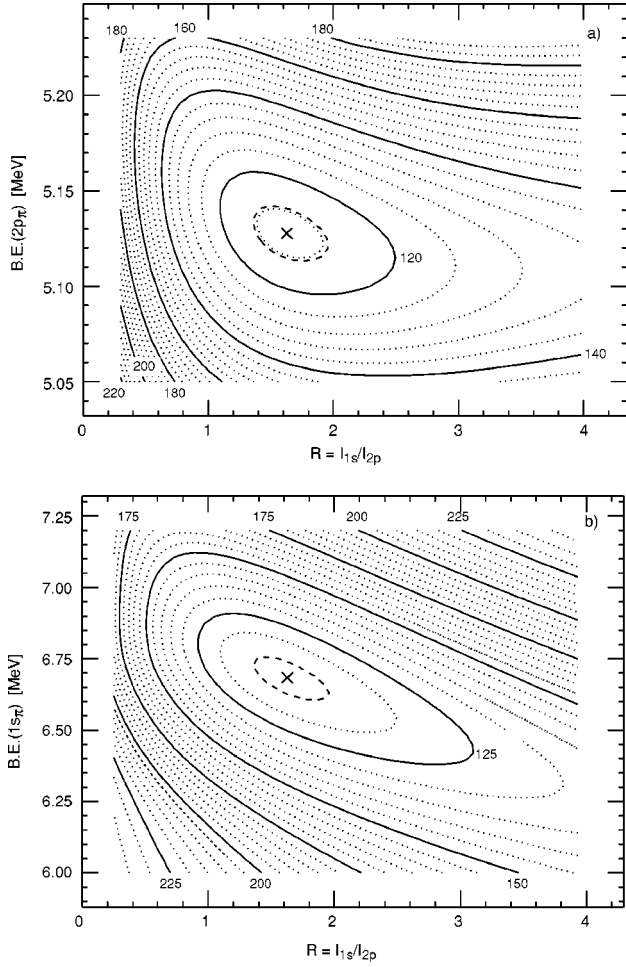 180 160 180 a)
5.20
5.15
5.10
5.05
B.E.(2pπ) [MeV]
120
140
200
220 180
0 1 2 3 4
R = I1s/I2p
7.25 175 175 200 225 b)
7.00
6.75
6.50
6.25
6.00
B.E.(1sπ) [MeV]
125
225 200 150
0 1 2 3 4
R = I1s/I2p